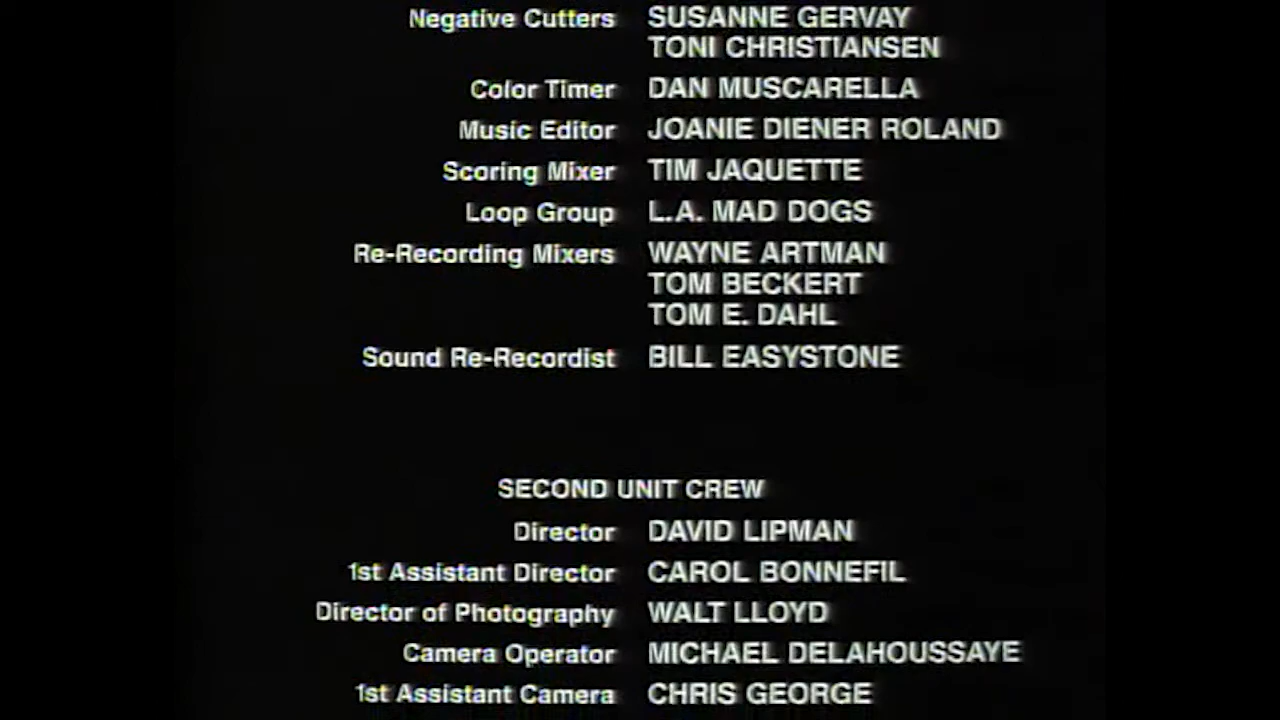 Negative Cutters SUSANNE GERVAY
TONI CHRISTIANSEN
Color Timer DAN MUSCARELLA
Music Editor JOANIE DIENER ROLAND
Scoring Mixer TIM JAQUETTE
Loop Group L.A. MAD DOGS
Re-Recording Mixers WAYNE ARTMAN
TOM BECKERT
TOM E. DAHL
Sound Re-Recordist BILL EASYSTONE
SECOND UNIT CREW
Director DAVID LIPMAN
1st Assistant Director CAROL BONNEFIL
Director of Photography WALT LLOYD
Camera Operator MICHAEL DELAHOUSSAYE
1st Assistant Camera CHRIS GEORGE